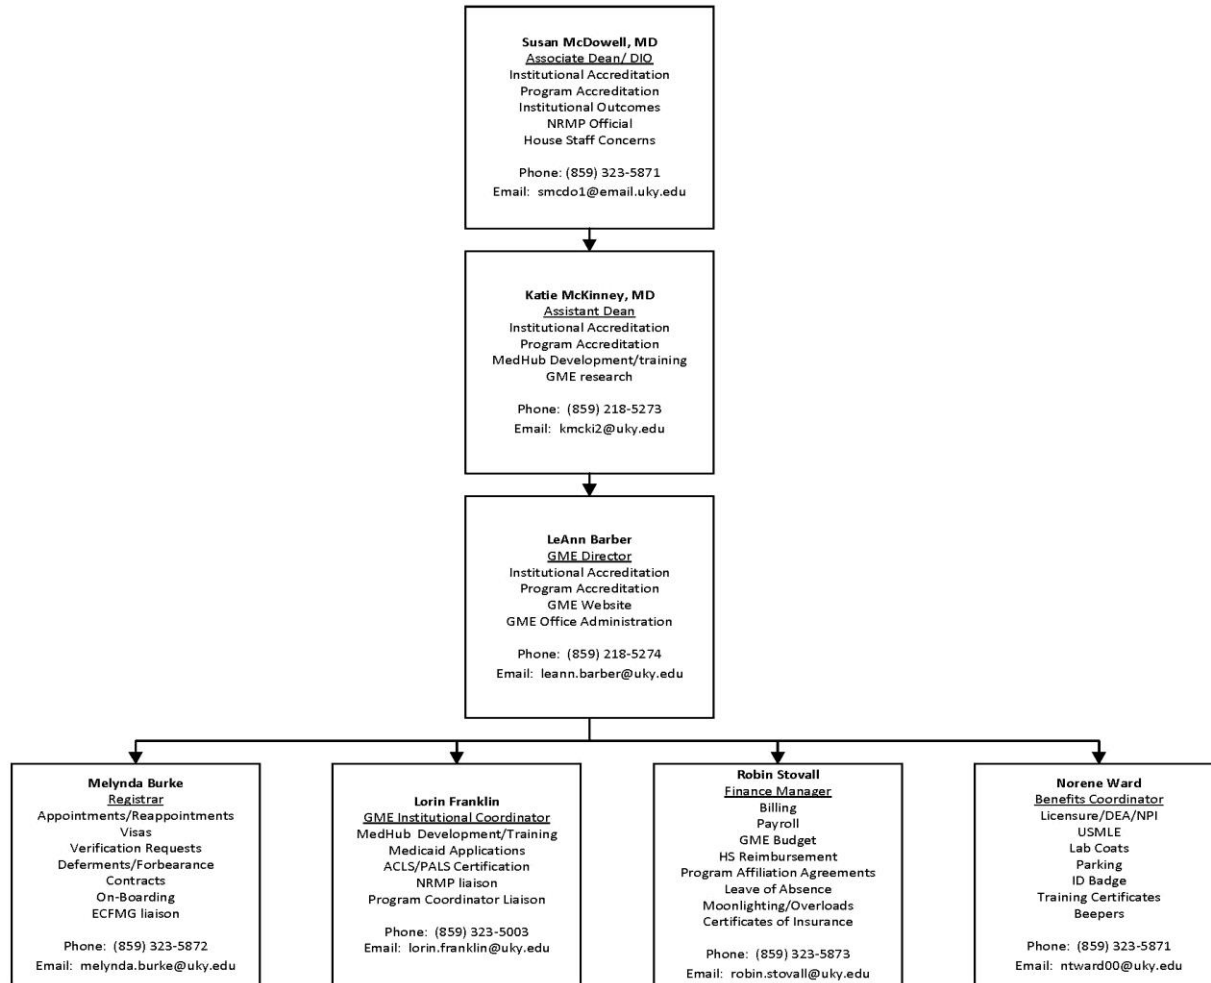 Susan McDowell, MD
Associate Dean/ DIO
Institutional Accreditation
Program Accreditation
Institutional Outcomes
NRMP Official
House Staff Concerns
Phone: (859) 323-5871
Email: smcdo1@email.uky.edu
Katie McKinney, MD
Assistant Dean
Institutional Accreditation
Program Accreditation
MedHub Development/training
GME research
Phone: (859) 218-5273
Email: kmcki2@uky.edu
LeAnn Barber
GME Director
Institutional Accreditation
Program Accreditation
GME Website
GME Office Administration
Phone: (859) 218-5274
Email: leann.barber@uky.edu
Melynda Burke
Registrar
Appointments/Reappointments
Visas
Verification Requests
Deferments/Forbearance
Contracts
On-Boarding
ECFMG liaison
Phone: (859) 323-5872
Email: melynda.burke@uky.edu
Lorin Franklin
GME Institutional Coordinator
MedHub Development/Training
Medicaid Applications
ACLS/PALS Certification
NRMP liaison
Program Coordinator Liaison
Phone: (859) 323-5003
Email: lorin.franklin@uky.edu
Robin Stovall
Finance Manager
Billing
Payroll
GME Budget
HS Reimbursement
Program Affiliation Agreements
Leave of Absence
Moonlighting/Overloads
Certificates of Insurance
Phone: (859) 323-5873
Email: robin.stovall@uky.edu
Norene Ward
Benefits Coordinator
Licensure/DEA/NPI
USMLE
Lab Coats
Parking
ID Badge
Training Certificates
Beepers
Phone: (859) 323-5871
Email: ntward00@uky.edu